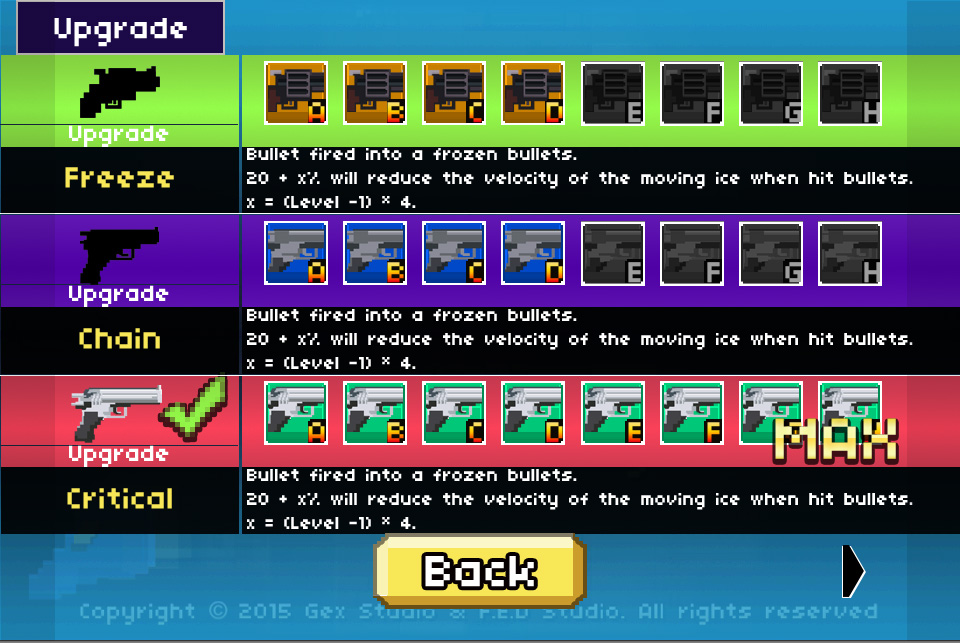 Upgrade
A B C D E F G H
Upgrade
Freeze
Bullet fired into a frozen bullets.
20 + x% will reduce the velocity of the moving ice when hit bullets.
x = (Level -1) * 4.
A B C D E F G H
Upgrade
Chain
Bullet fired into a frozen bullets.
20 + x% will reduce the velocity of the moving ice when hit bullets.
x = (Level -1) * 4.
A B C D E F
MAX
Upgrade
Critical
Bullet fired into a frozen bullets.
20 + x% will reduce the velocity of the moving ice when hit bullets.
x = (Level -1) * 4.
Back
Copyright © 2015 Gex Studio & F.E.D Studio. All rights reserved